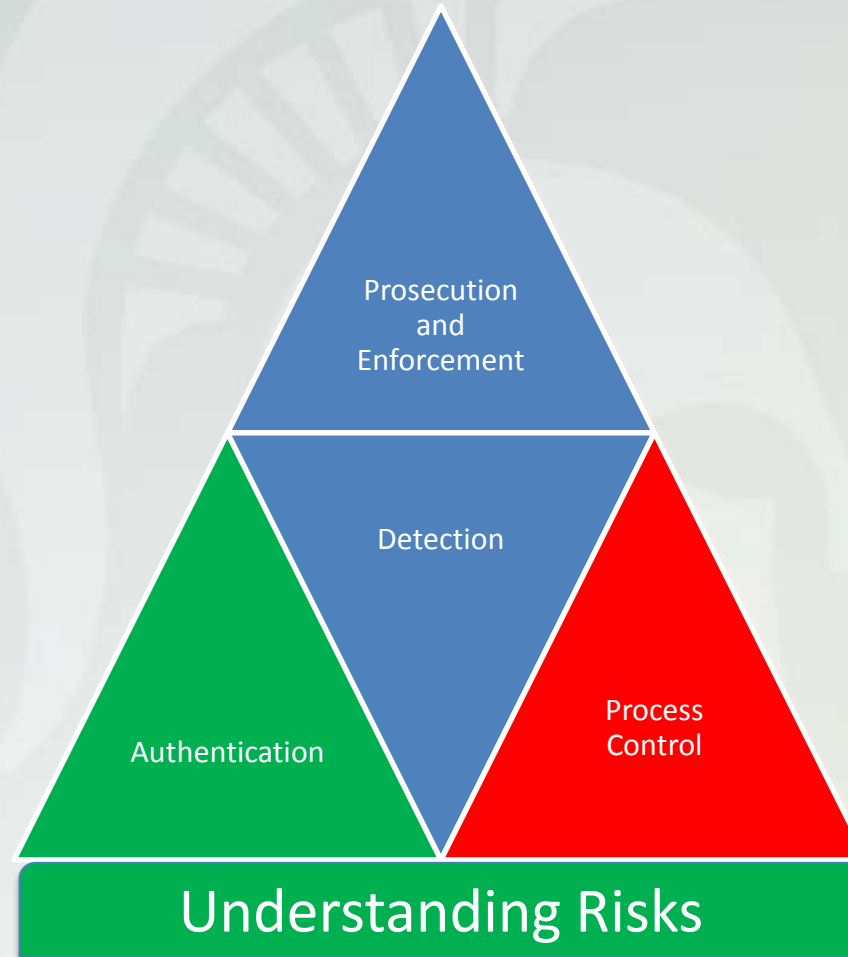 Prosecution
and
Enforcement
Detection
Authentication
Process
Control
Understanding Risks